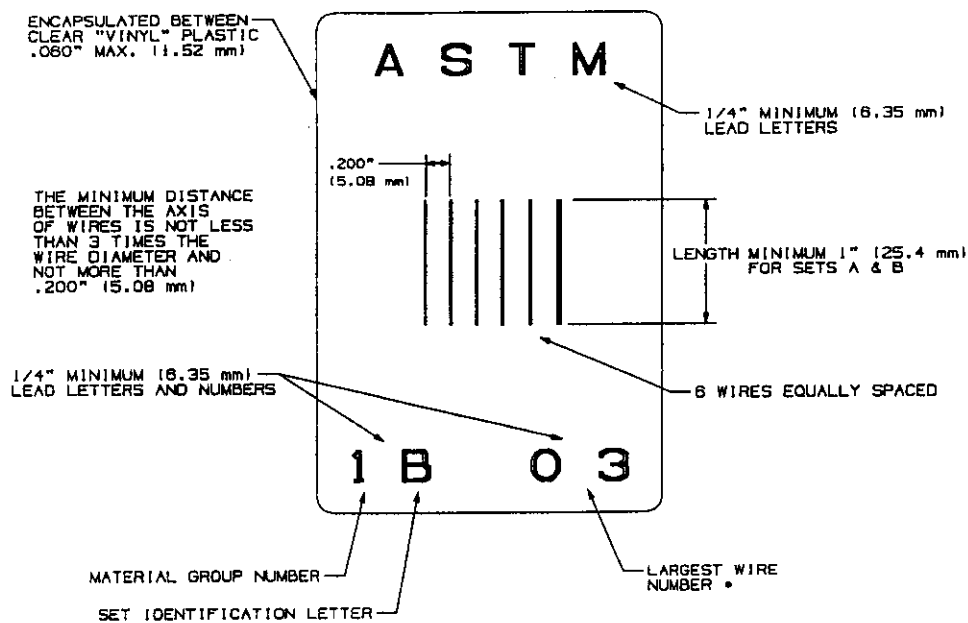 ENCAPSULATED BETWEEN
CLEAR "VINYL" PLASTIC
.060" MAX. (1.52 mm)
A S T M
1/4" MINIMUM (6.35 mm)
LEAD LETTERS
.200"
(5.08 mm)
THE MINIMUM DISTANCE
BETWEEN THE AXIS
OF WIRES IS NOT LESS
THAN 3 TIMES THE
WIRE DIAMETER AND
NOT MORE THAN
.200" (5.08 mm)
LENGTH MINIMUM 1" (25.4 mm)
FOR SETS A & B
1/4" MINIMUM (6.35 mm)
LEAD LETTERS AND NUMBERS
6 WIRES EQUALLY SPACED
1 B 0 3
MATERIAL GROUP NUMBER
SET IDENTIFICATION LETTER
LARGEST WIRE
NUMBER •